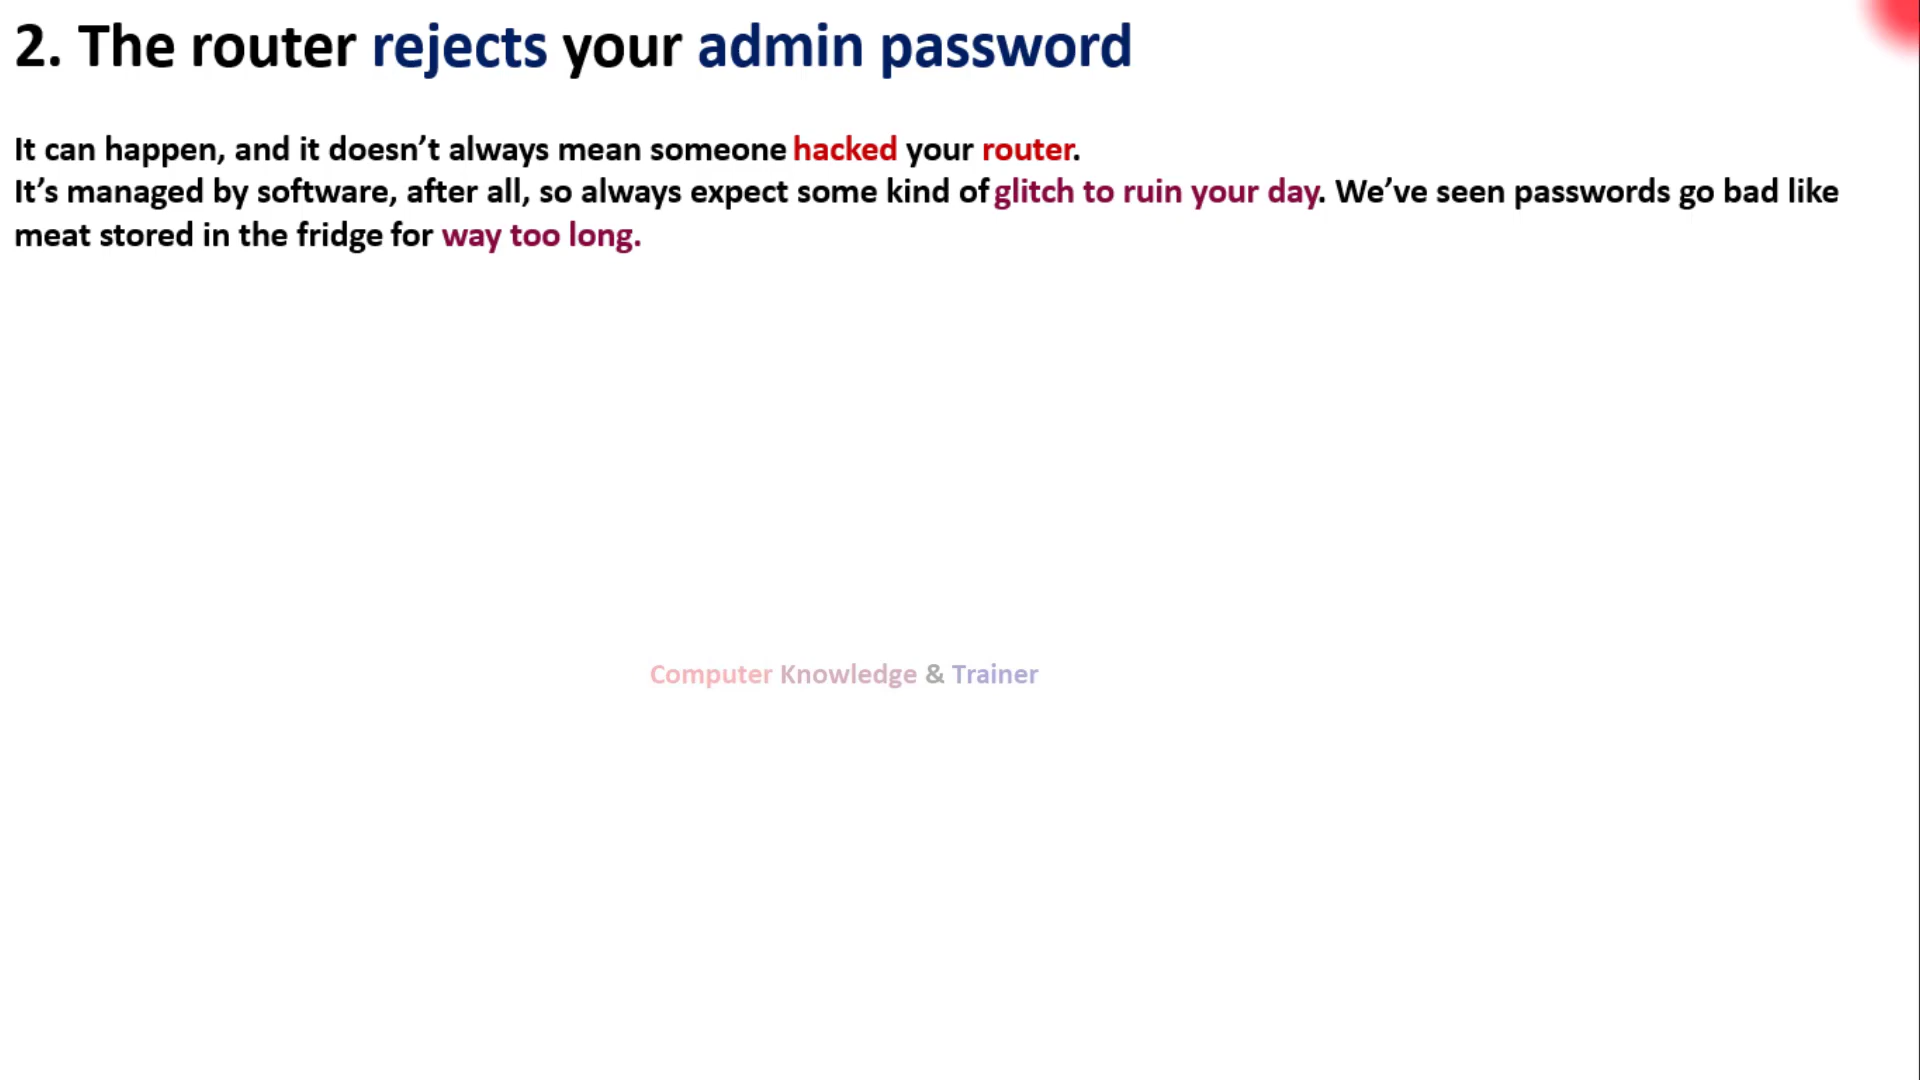 2. The router rejects your admin password
It can happen, and it doesn’t always mean someone hacked your router.
It’s managed by software, after all, so always expect some kind of glitch to ruin your day. We’ve seen passwords go bad like
meat stored in the fridge for way too long.
Computer Knowledge & Trainer